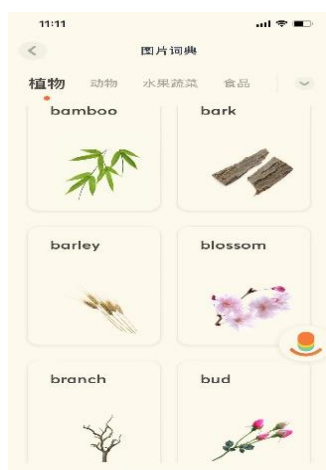 11:11
图片词典
植物 动物 水果蔬菜 食品
bamboo bark
barley blossom
branch bud